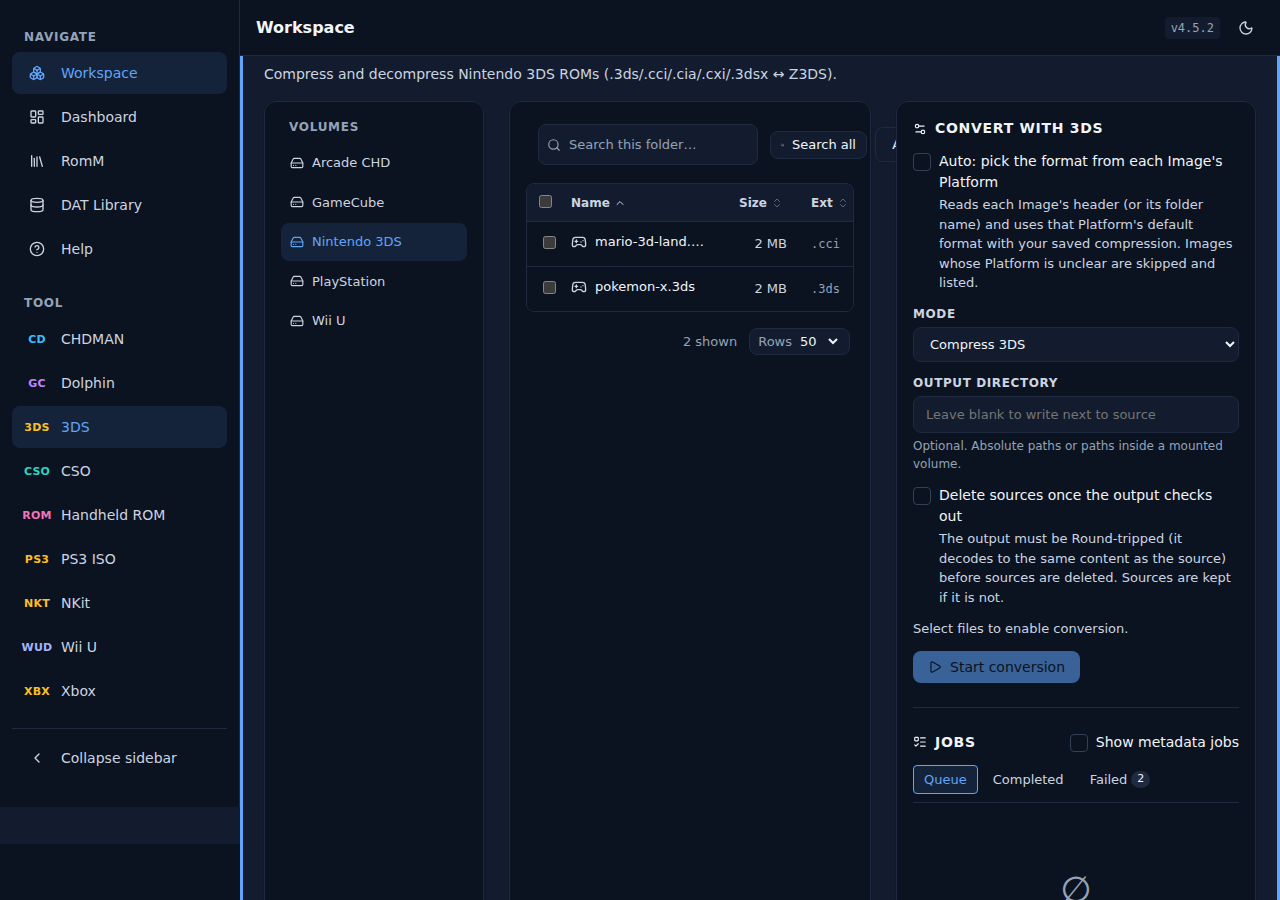 NAVIGATE
Workspace
Dashboard
RomM
DAT Library
Help
TOOL
CD CHDMAN
GC Dolphin
3DS 3DS
CSO CSO
ROM Handheld ROM
PS3 PS3 ISO
NKT NKit
WUD Wii U
XBX Xbox
Collapse sidebar
Workspace
v4.5.2
Compress and decompress Nintendo 3DS ROMs (.3ds/.cci/.cia/.cxi/.3dsx ↔ Z3DS).
VOLUMES
Arcade CHD
GameCube
Nintendo 3DS
PlayStation
Wii U
Search this folder…
Search all
Name Size Ext
mario-3d-land.… 2 MB .cci
pokemon-x.3ds 2 MB .3ds
2 shown Rows 50
CONVERT WITH 3DS
Auto: pick the format from each Image's
Platform
Reads each Image's header (or its folder
name) and uses that Platform's default
format with your saved compression. Images
whose Platform is unclear are skipped and
listed.
MODE
Compress 3DS
OUTPUT DIRECTORY
Leave blank to write next to source
Optional. Absolute paths or paths inside a mounted
volume.
Delete sources once the output checks
out
The output must be Round-tripped (it
decodes to the same content as the source)
before sources are deleted. Sources are kept
if it is not.
Select files to enable conversion.
Start conversion
JOBS
Show metadata jobs
Queue Completed Failed 2